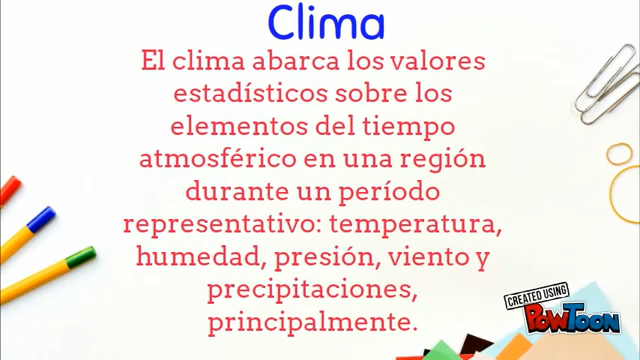 Clima
El clima abarca los valores
estadísticos sobre los
elementos del tiempo
atmosférico en una región
durante un período
representativo: temperatura,
humedad, presión, viento y
precipitaciones,
principalmente.
CREATED USING
POWTOON